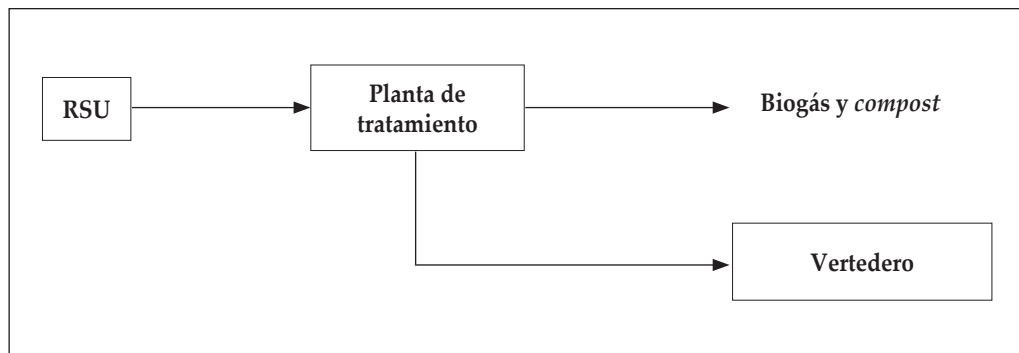 RSU
Planta de
tratamiento
Biogás y compost
Vertedero